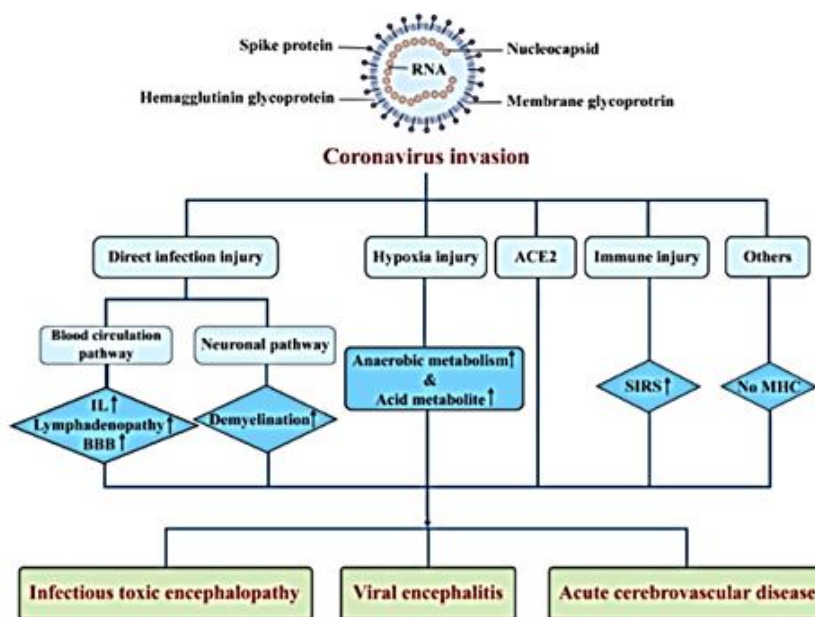 Spike protein
Nucleocapsid
RNA
Hemagglutinin glycoprotein
Membrane glycoprotrin
Coronavirus invasion
Direct infection injury
Hypoxia injury
ACE2
Immune injury
Others
Blood circulation
pathway
Neuronal pathway
Anaerobic metabolism↑
&
Acid metabolite↑
SIRS↑
No MHC
IL↑
Lymphadenopathy↑
BBB↑
Demyelination↑
Infectious toxic encephalopathy
Viral encephalitis
Acute cerebrovascular disease